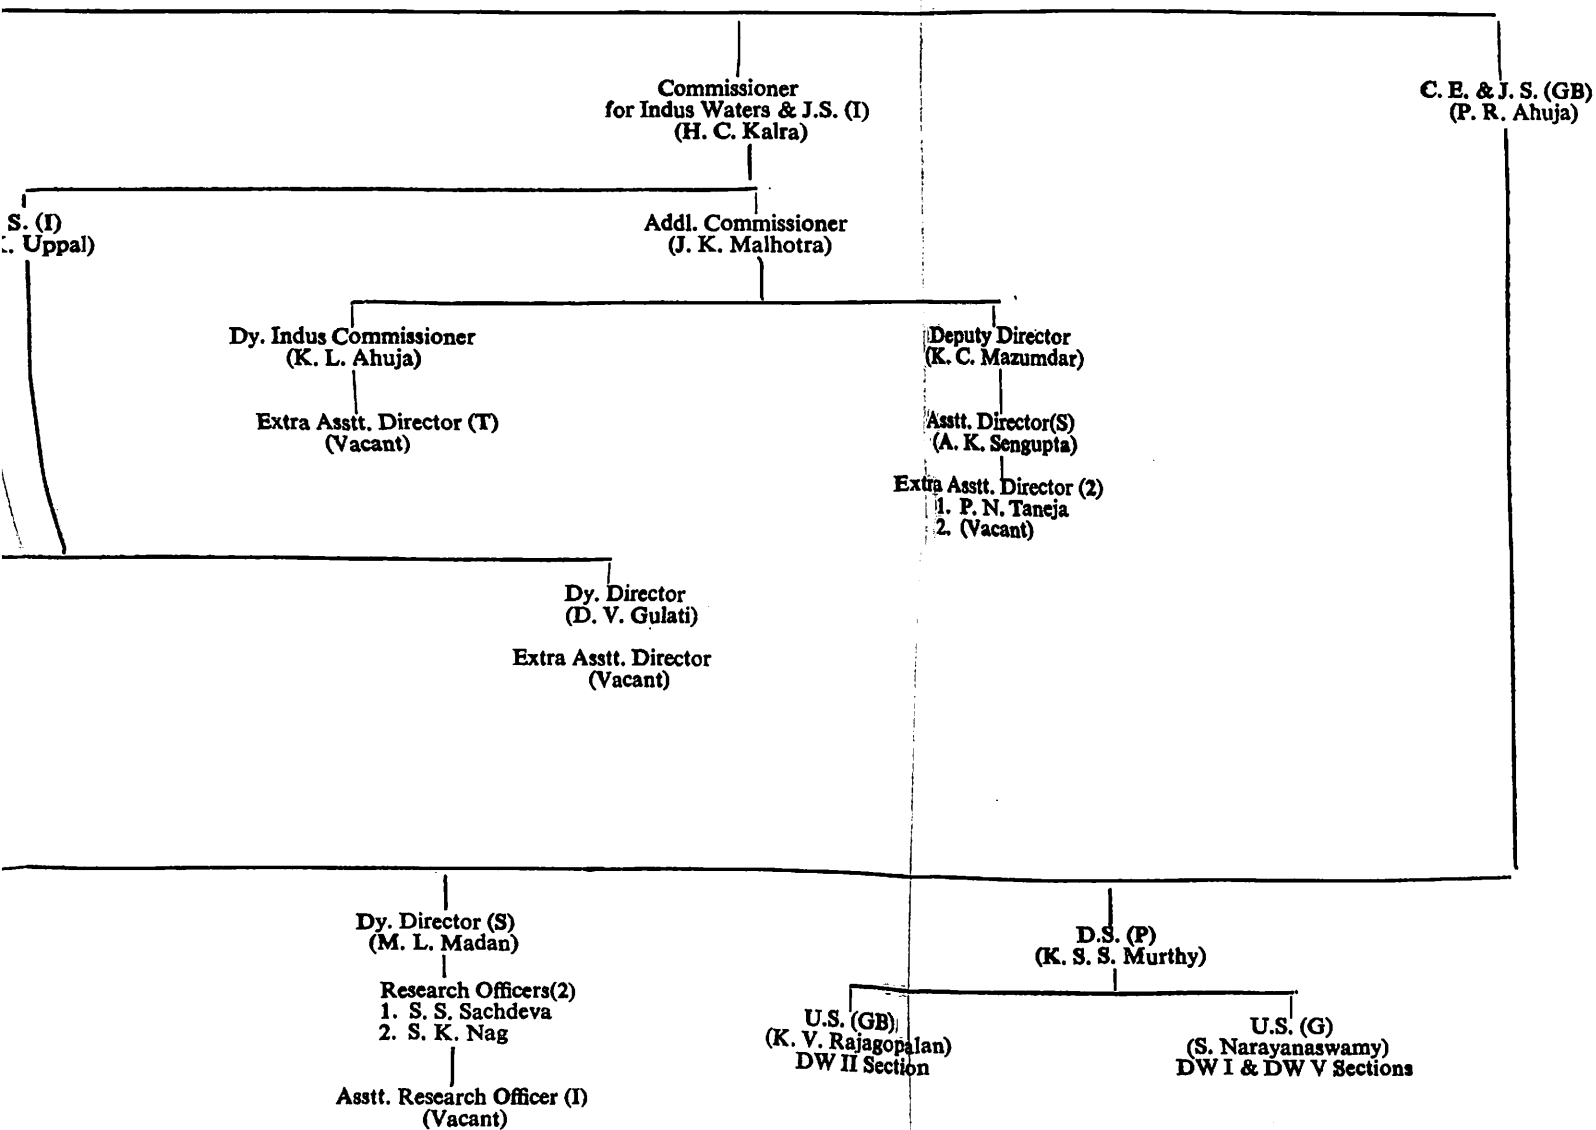 Commissioner
for Indus Waters & J.S. (I)
(H. C. Kalra)
C. E. & J. S. (GB)
(P. R. Ahuja)
S. (I)
Uppal)
Addl. Commissioner
(J. K. Malhotra)
Dy. Indus Commissioner
(K. L. Ahuja)
Extra Asstt. Director (T)
(Vacant)
Deputy Director
(K. C. Mazumdar)
Asstt. Director(S)
(A. K. Sengupta)
Extra Asstt. Director (2)
1. P. N. Taneja
2. (Vacant)
Dy. Director
(D. V. Gulati)
Extra Asstt. Director
(Vacant)
Dy. Director (S)
(M. L. Madan)
Research Officers(2)
1. S. S. Sachdeva
2. S. K. Nag
Asstt. Research Officer (I)
(Vacant)
D.S. (P)
(K. S. S. Murthy)
U.S. (GB)
(K. V. Rajagopalan)
DW II Section
U.S. (G)
(S. Narayanaswamy)
DW I & DW V Sections